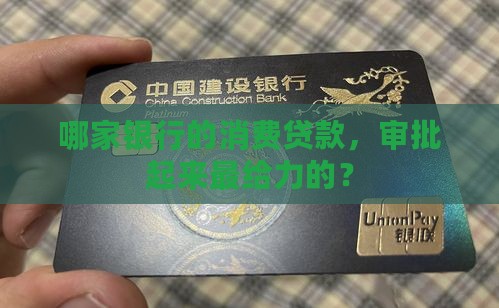 中国建设银行
China Construction Bank
Platinum
哪家银行的消费贷款，审批
起来最给力的？
UnionPay
银联